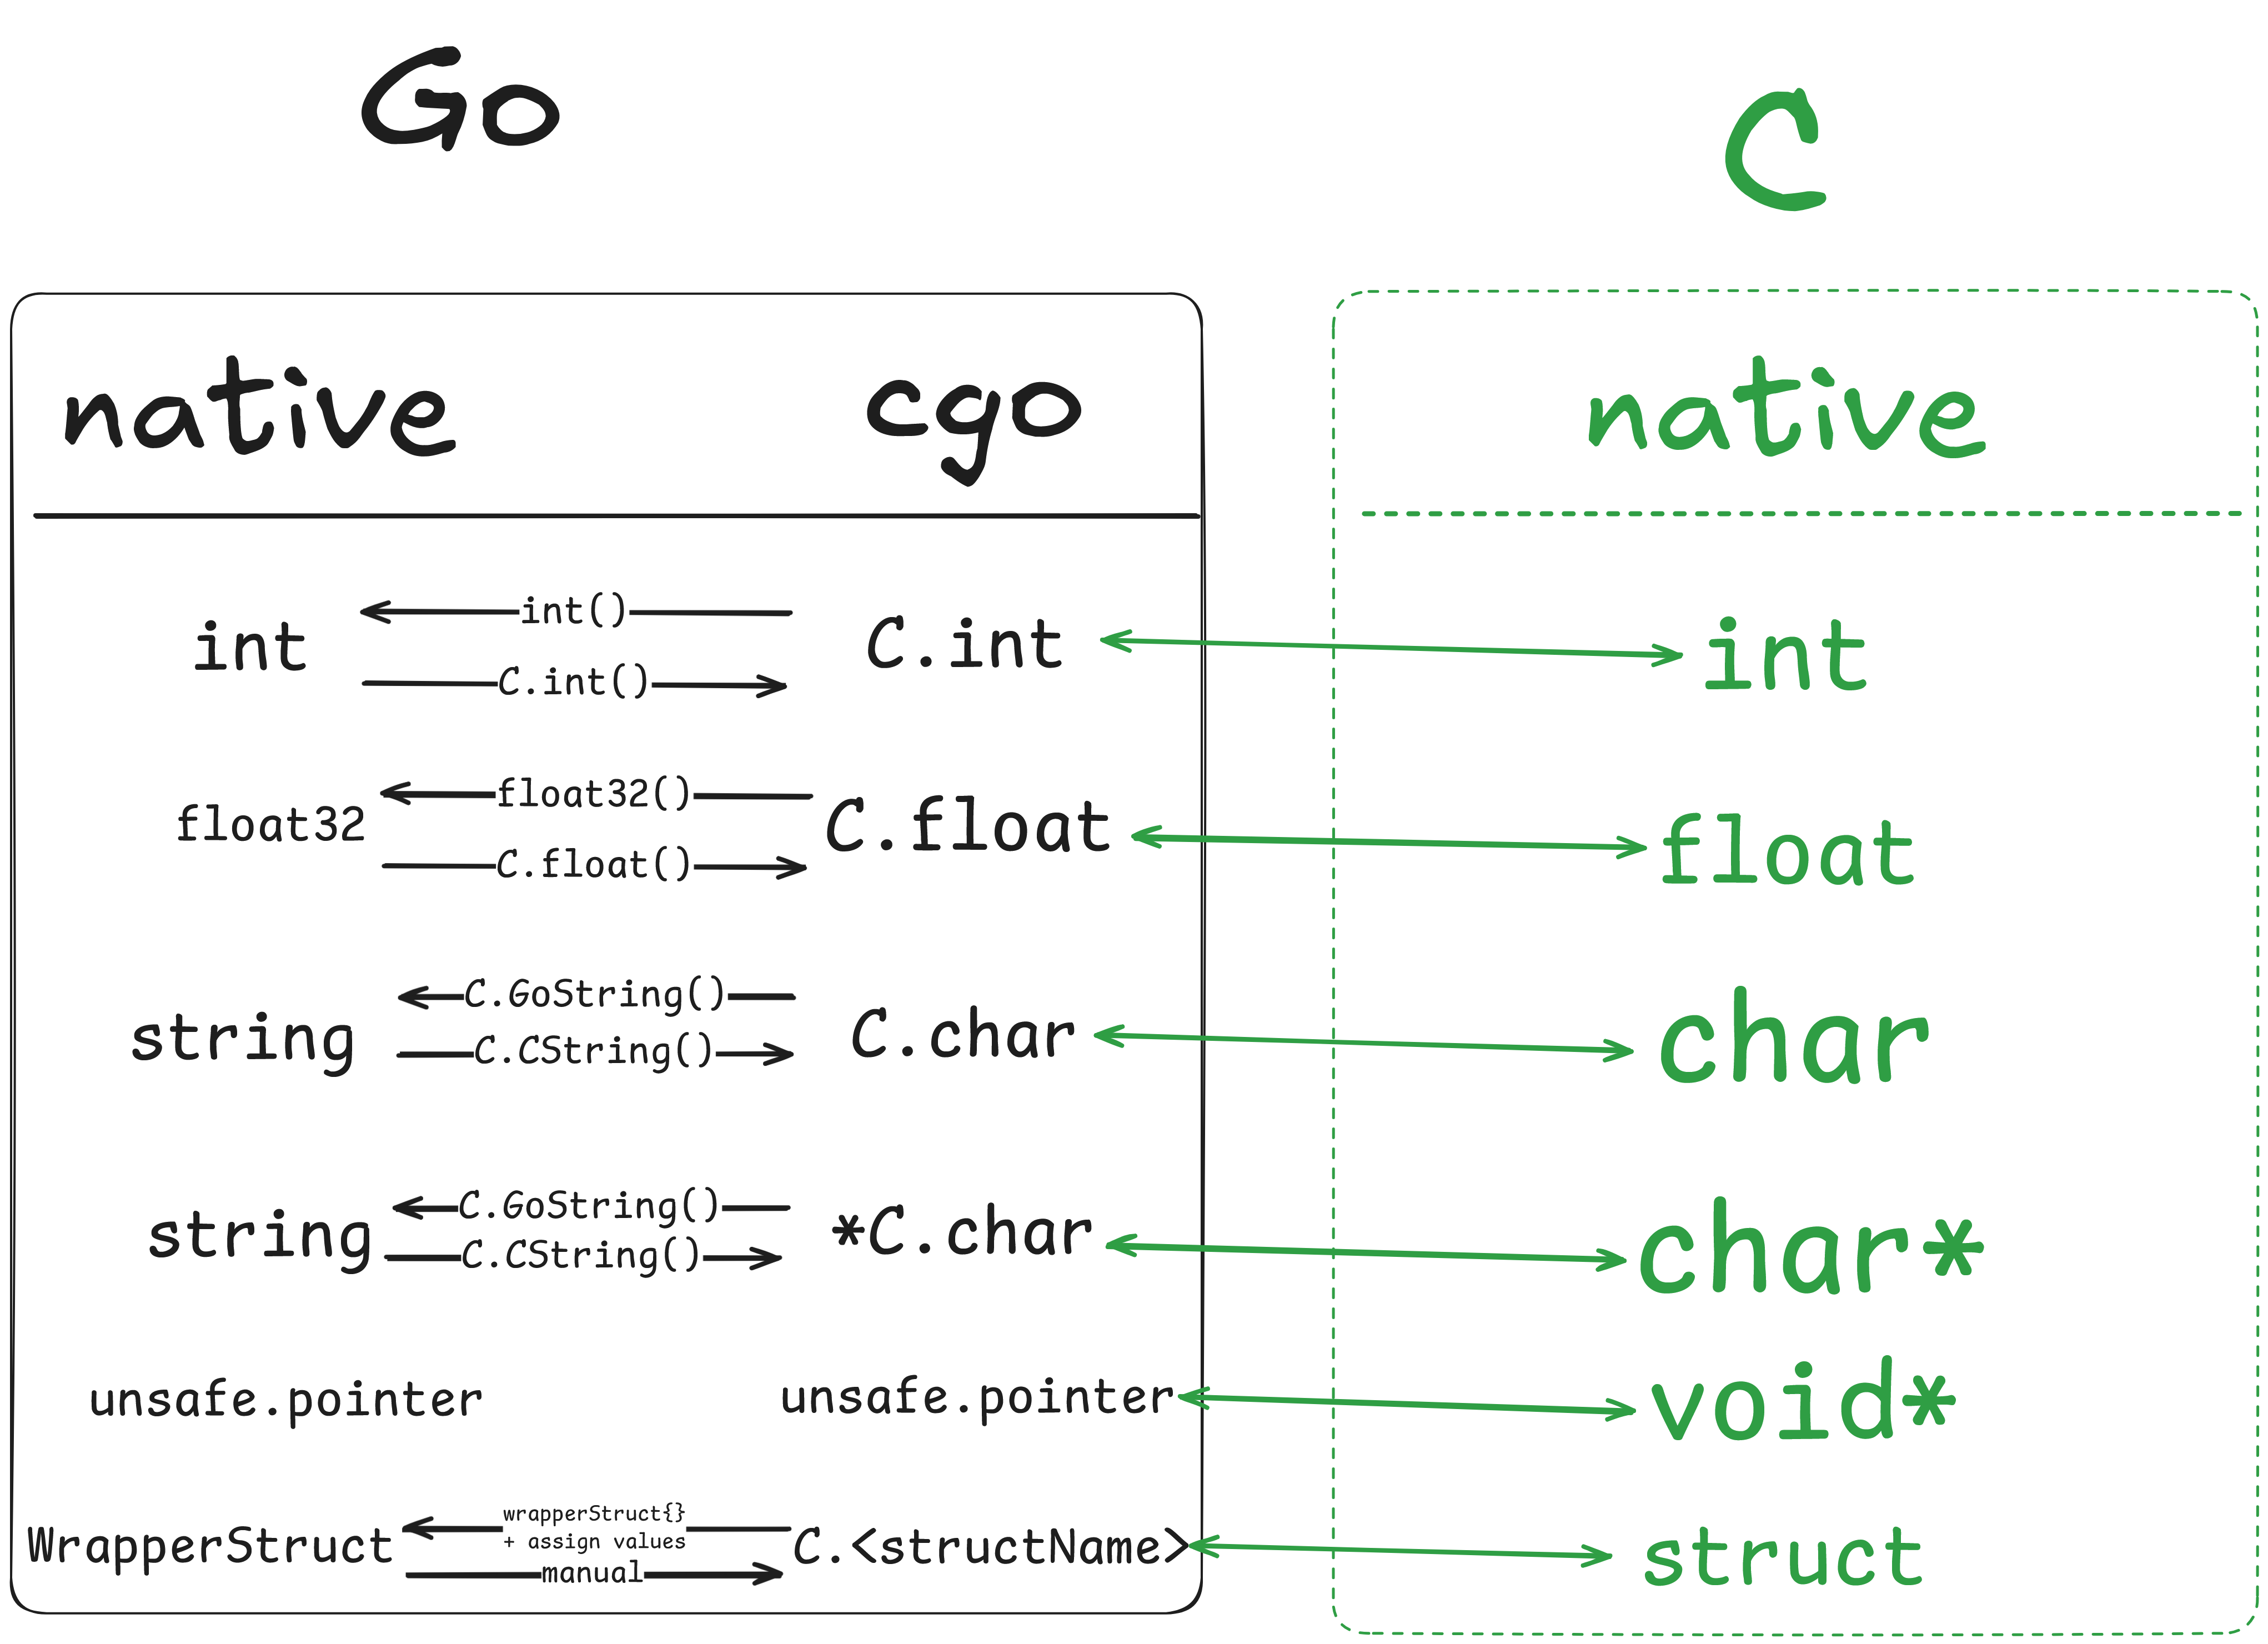 Go
C
native
cgo
native
int
int()
C.int()
C.int
int
float32
float32()
C.float()
C.float
float
string
C.GoString()
C.CString()
C.char
char
string
C.GoString()
C.CString()
*C.char
char*
unsafe.pointer
unsafe.pointer
void*
WrapperStruct
wrapperStruct{}
+ assign values
manual
C.<structName>
struct